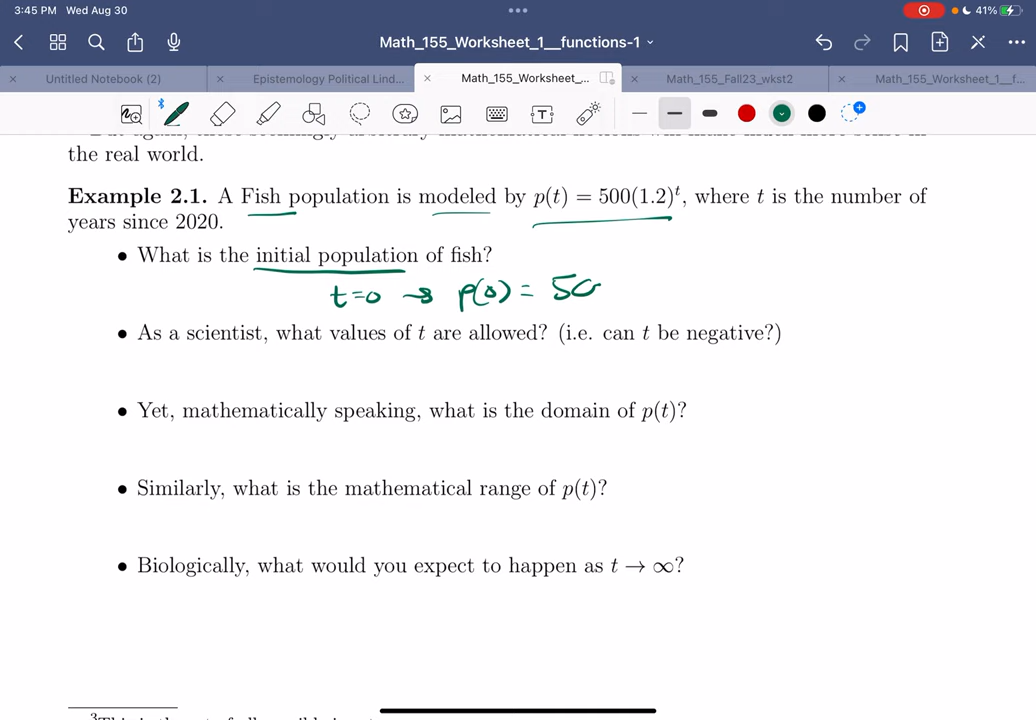 3:45 PM Wed Aug 30
41%
Math_155_Worksheet_1__functions-1
Untitled Notebook (2)
Epistemology Political Lind...
Math_155_Worksheet_...
Math_155_Fall23_wkst2
Math_155_Worksheet_1__f...
the real world.
Example 2.1. A Fish population is modeled by p(t) = 500(1.2)^t, where t is the number of
years since 2020.
• What is the initial population of fish?
t=0 → p(0) = 50
• As a scientist, what values of t are allowed? (i.e. can t be negative?)
• Yet, mathematically speaking, what is the domain of p(t)?
• Similarly, what is the mathematical range of p(t)?
• Biologically, what would you expect to happen as t → ∞?